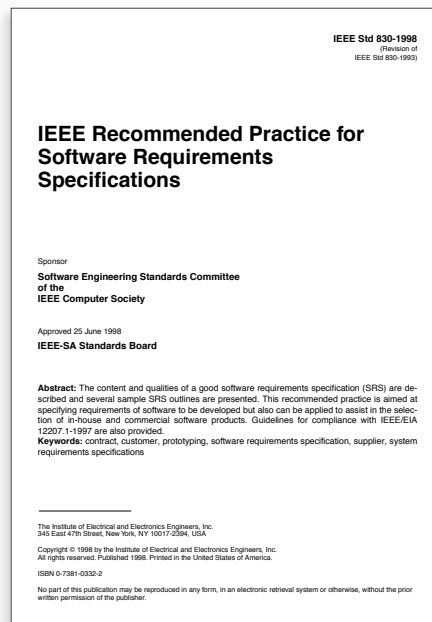 IEEE Std 830-1998
(Revision of
IEEE Std 830-1993)
IEEE Recommended Practice for
Software Requirements
Specifications
Sponsor
Software Engineering Standards Committee
of the
IEEE Computer Society
Approved 25 June 1998
IEEE-SA Standards Board
Abstract: The content and qualities of a good software requirements specification (SRS) are de-
scribed and several sample SRS outlines are presented. This recommended practice is aimed at
specifying requirements of software to be developed but also can be applied to assist in the selec-
tion of in-house and commercial software products. Guidelines for compliance with IEEE/EIA
12207.1-1997 are also provided.
Keywords: contract, customer, prototyping, software requirements specification, supplier, system
requirements specifications
The Institute of Electrical and Electronics Engineers, Inc.
345 East 47th Street, New York, NY 10017-2394, USA
Copyright © 1998 by the Institute of Electrical and Electronics Engineers, Inc.
All rights reserved. Published 1998. Printed in the United States of America.
ISBN 0-7381-0332-2
No part of this publication may be reproduced in any form, in an electronic retrieval system or otherwise, without the prior
written permission of the publisher.